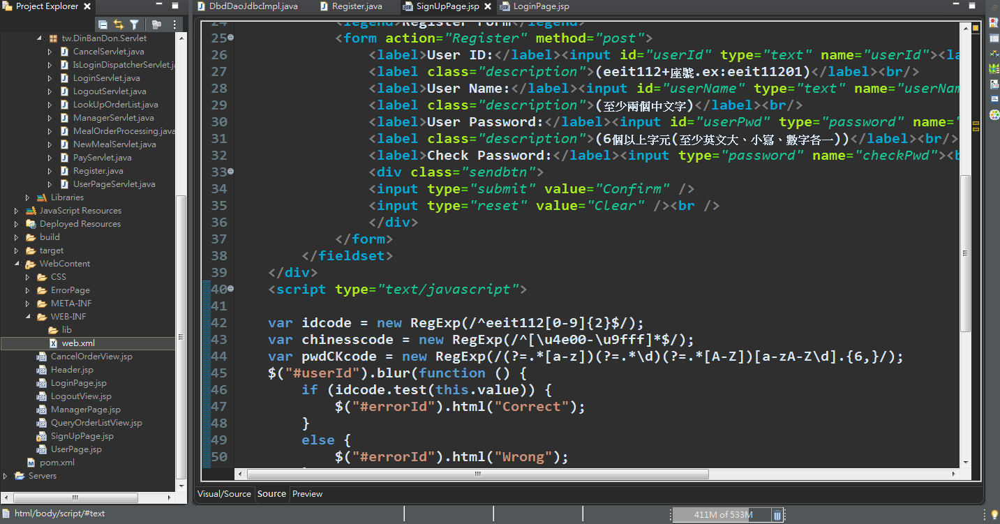 Project Explorer
DbdDaoJdbcImpl.java
Register.java
SignUpPage.jsp
LoginPage.jsp
tw.DinBanDon.Servlet
CancelServlet.java
IsLoginDispatcherServlet.j
LoginServlet.java
LogoutServlet.java
LookUpOrderList.java
ManagerServlet.java
MealOrderProcessing.java
NewMealServlet.java
PayServlet.java
Register.java
UserPageServlet.java
Libraries
JavaScript Resources
Deployed Resources
build
target
WebContent
CSS
ErrorPage
META-INF
WEB-INF
lib
web.xml
CancelOrderView.jsp
Header.jsp
LoginPage.jsp
LogoutView.jsp
ManagerPage.jsp
QueryOrderListView.jsp
SignUpPage.jsp
UserPage.jsp
pom.xml
Servers
24 <legend>Register Form</legend>
25 <form action="Register" method="post">
26 <label>User ID:</label><input id="userId" type="text" name="userId"><la
27 <label class="description">(eeit112+座號.ex:eeit11201)</label><br/>
28 <label>User Name:</label><input id="userName" type="text" name="userNam
29 <label class="description">(至少兩個中文字)</label><br/>
30 <label>User Password:</label><input id="userPwd" type="password" name="
31 <label class="description">(6個以上字元(至少英文大、小寫、數字各一))</label><br/>
32 <label>Check Password:</label><input type="password" name="checkPwd"><b
33 <div class="sendbtn">
34 <input type="submit" value="Confirm" />
35 <input type="reset" value="Clear" /><br />
36 </div>
37 </form>
38 </fieldset>
39 </div>
40 <script type="text/javascript">
41
42 var idcode = new RegExp(/^eeit112[0-9]{2}$/);
43 var chinesscode = new RegExp(/^[\u4e00-\u9fff]*$/);
44 var pwdCKcode = new RegExp(/(?=.*[a-z])(?=.*\d)(?=.*[A-Z])[a-zA-Z\d].{6,}/);
45 $("#userId").blur(function () {
46 if (idcode.test(this.value)) {
47 $("#errorId").html("Correct");
48 }
49 else {
50 $("#errorId").html("Wrong");
Visual/Source
Source
Preview
html/body/script/#text
411M of 533M